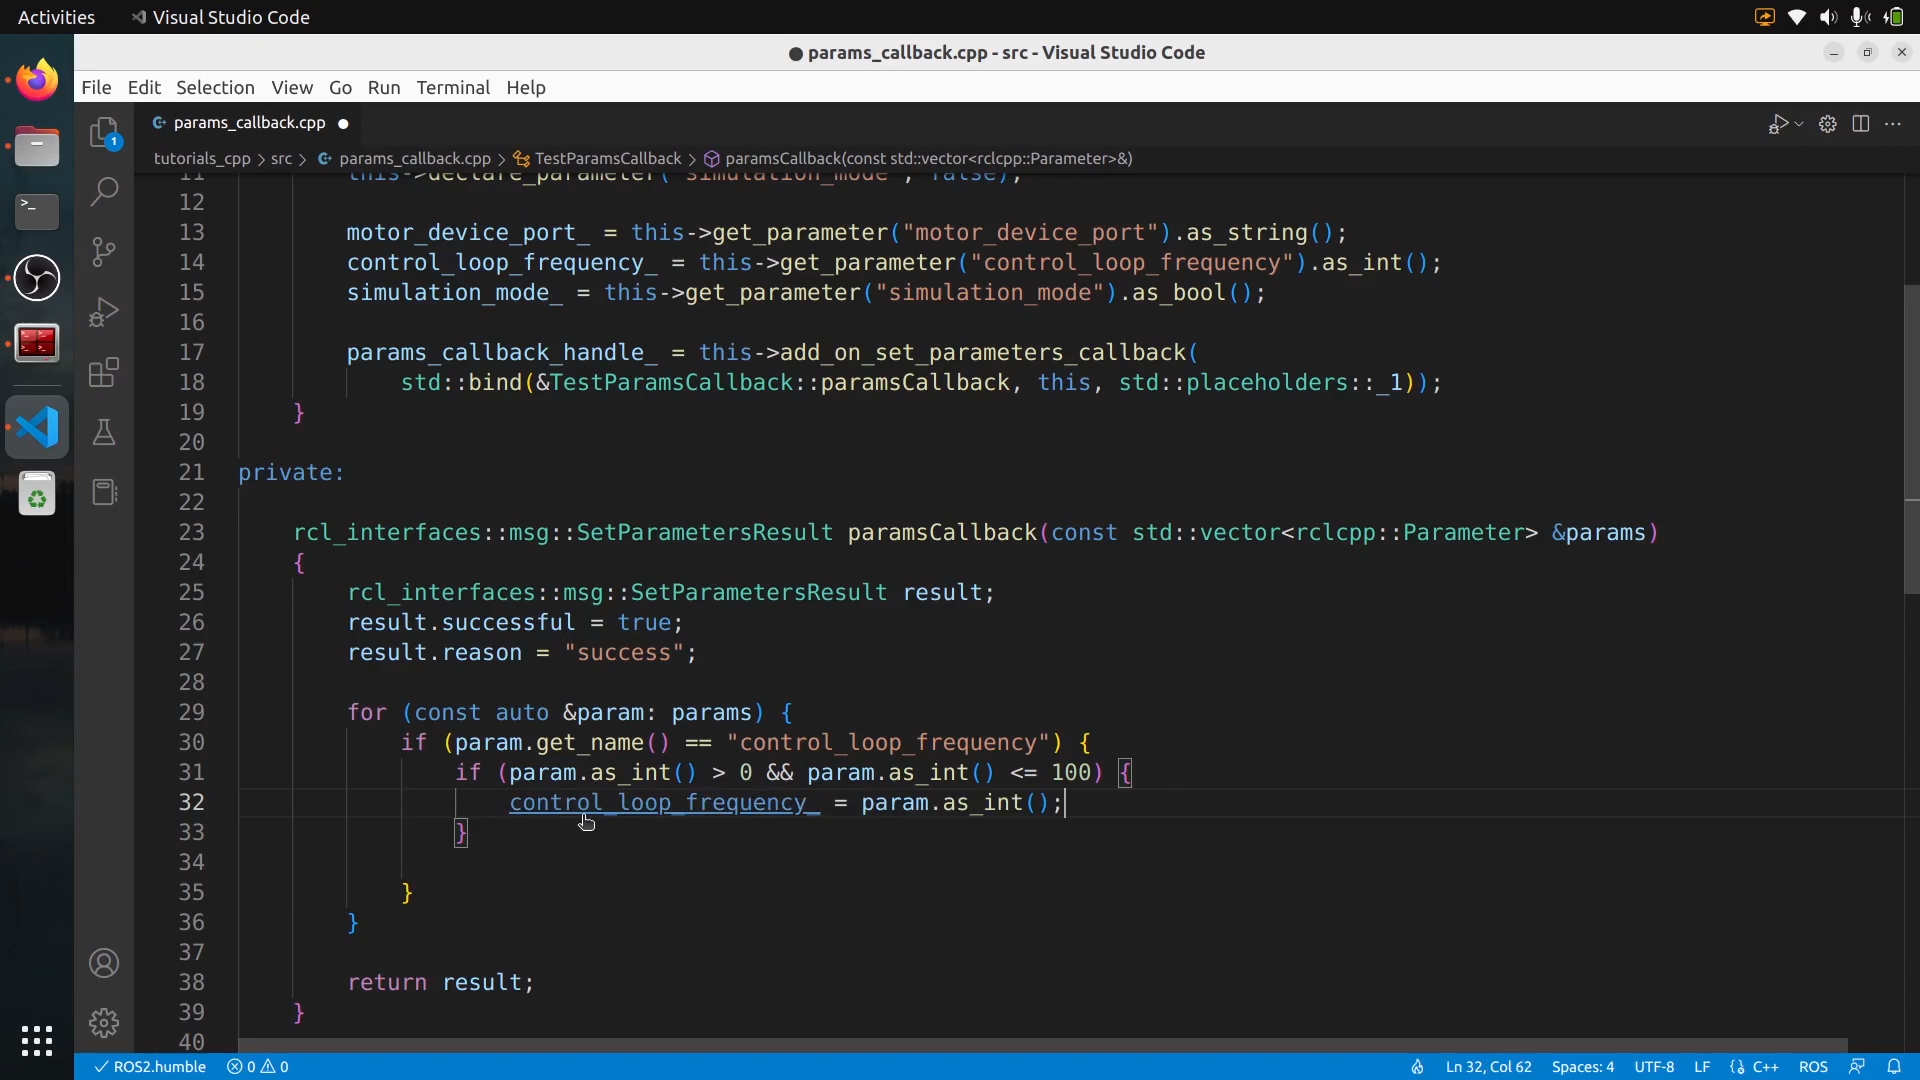 Activities Visual Studio Code
● params_callback.cpp - src - Visual Studio Code
File Edit Selection View Go Run Terminal Help
params_callback.cpp ●
tutorials_cpp > src > params_callback.cpp > TestParamsCallback > paramsCallback(const std::vector<rclcpp::Parameter>&)
11 this->declare_parameter("simulation_mode", false);
12
13 motor_device_port_ = this->get_parameter("motor_device_port").as_string();
14 control_loop_frequency_ = this->get_parameter("control_loop_frequency").as_int();
15 simulation_mode_ = this->get_parameter("simulation_mode").as_bool();
16
17 params_callback_handle_ = this->add_on_set_parameters_callback(
18 std::bind(&TestParamsCallback::paramsCallback, this, std::placeholders::_1));
19 }
20
21 private:
22
23 rcl_interfaces::msg::SetParametersResult paramsCallback(const std::vector<rclcpp::Parameter> &params)
24 {
25 rcl_interfaces::msg::SetParametersResult result;
26 result.successful = true;
27 result.reason = "success";
28
29 for (const auto &param: params) {
30 if (param.get_name() == "control_loop_frequency") {
31 if (param.as_int() > 0 && param.as_int() <= 100) {
32 control_loop_frequency_ = param.as_int();
33 }
34
35 }
36 }
37
38 return result;
39 }
40
1
ROS2.humble 0 0 Ln 32, Col 62 Spaces: 4 UTF-8 LF {} C++ ROS